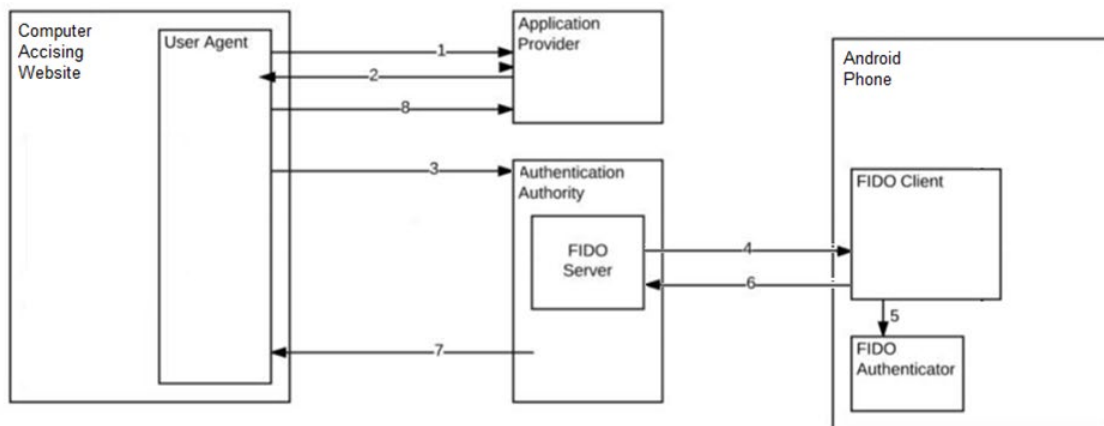 Computer
Accising
Website
User Agent
1
2
8
3
7
Application
Provider
Authentication
Authority
FIDO
Server
4
6
Android
Phone
FIDO Client
5
FIDO
Authenticator